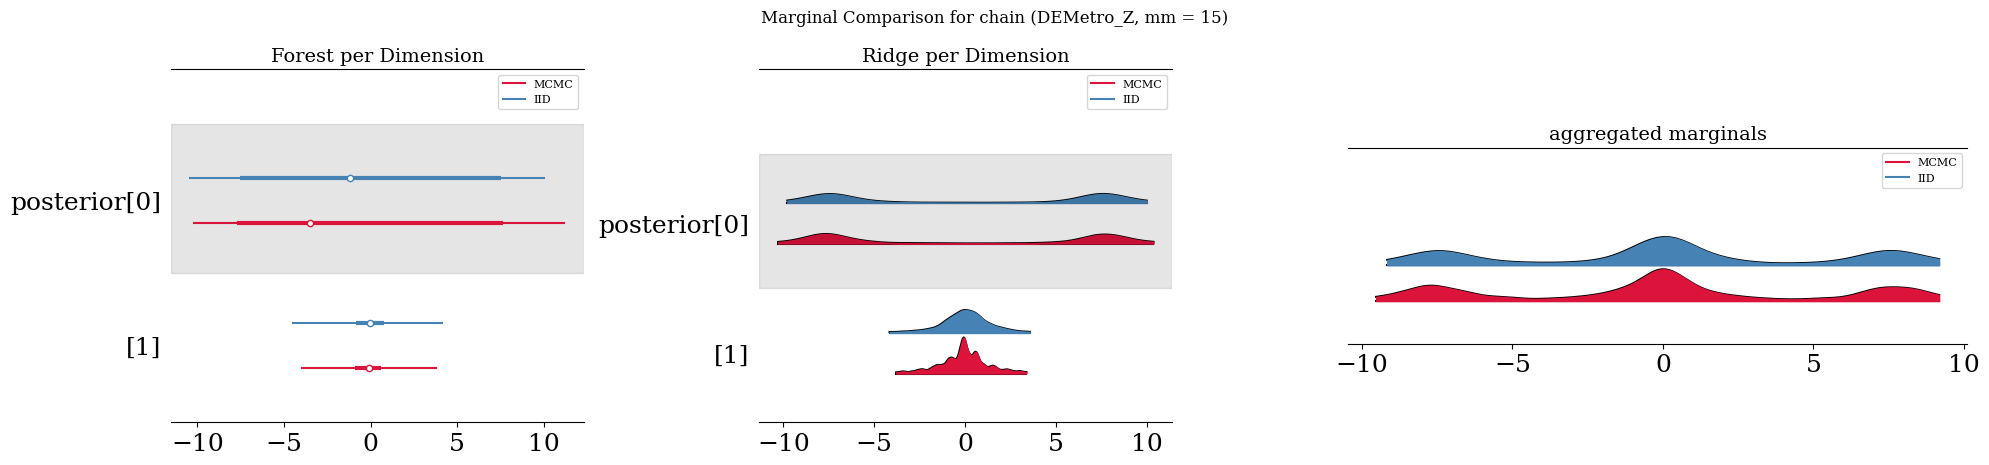 Marginal Comparison for chain (DEMetro_Z, mm = 15)
Forest per Dimension
MCMC
IID
posterior[0]
[1]
−10 −5 0 5 10
Ridge per Dimension
MCMC
IID
posterior[0]
[1]
−10 −5 0 5 10
aggregated marginals
MCMC
IID
−10 −5 0 5 10